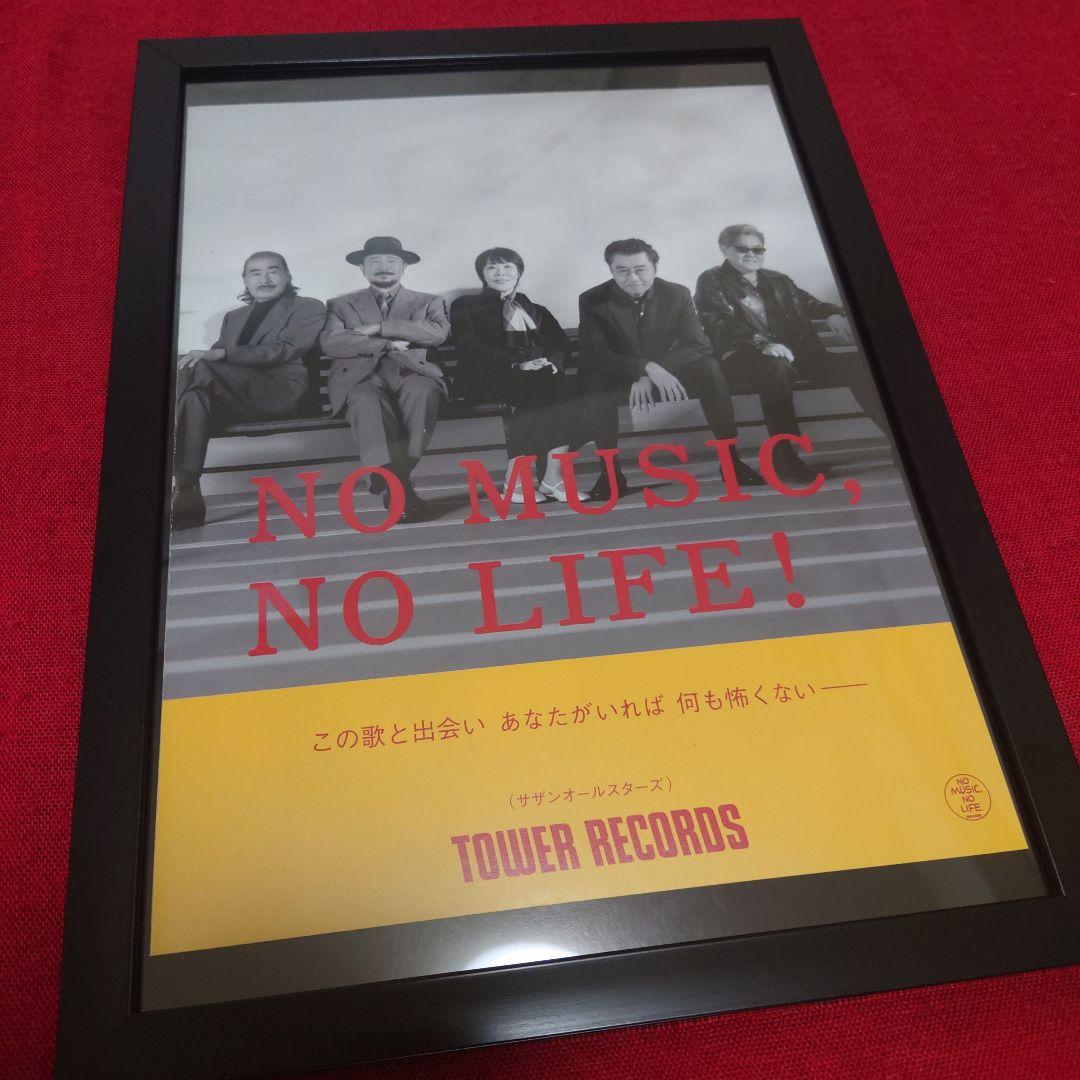 NO MUSIC,
NO LIFE!
この歌と出会い あなたがいれば 何も怖くない――
(サザンオールスターズ)
TOWER RECORDS
NO
MUSIC,
NO
LIFE.